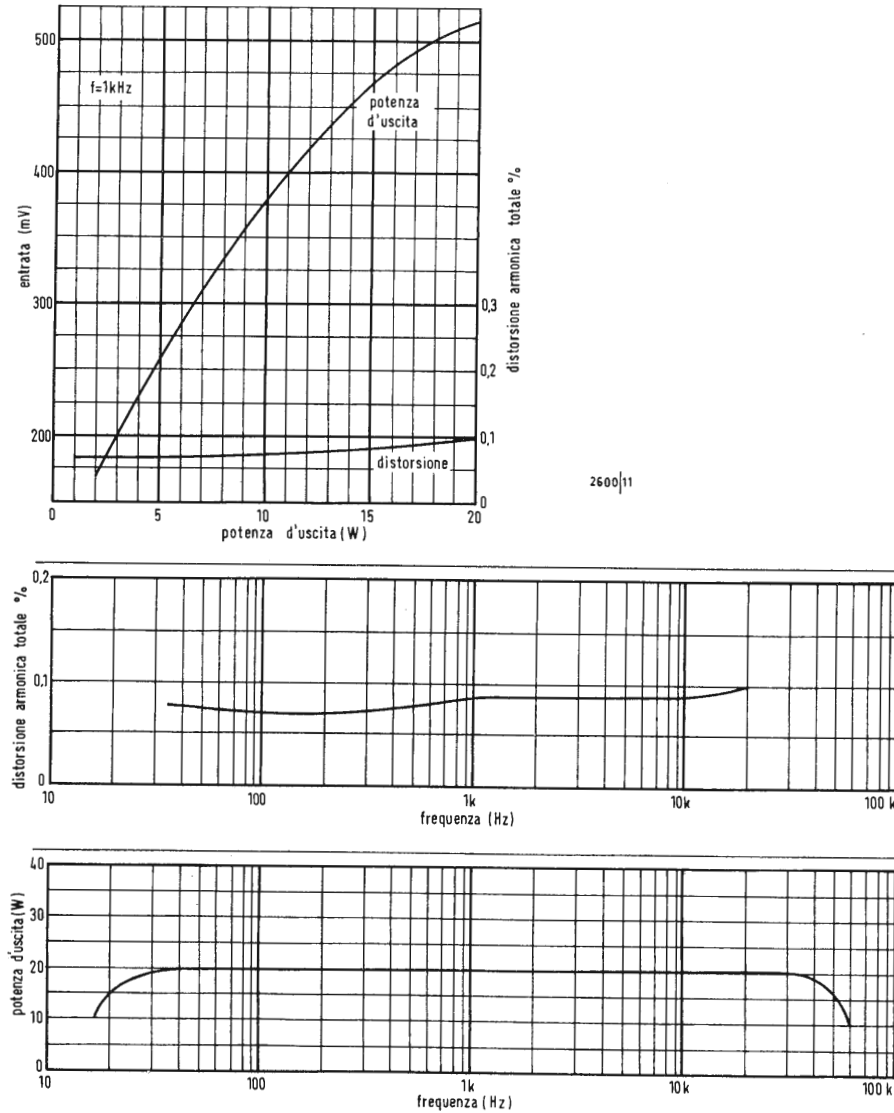 500
f=1kHz
potenza
d'uscita
400
entrata (mV)
distorsione armonica totale %
300
0,3
0,2
200
0,1
distorsione
0
0
5
10
15
20
potenza d'uscita (W)
2600|11
0,2
distorsione armonica totale %
0,1
0
10
100
1k
10k
100 k
frequenza (Hz)
40
potenza d'uscita (W)
30
20
10
0
10
100
1k
10k
100 k
frequenza (Hz)